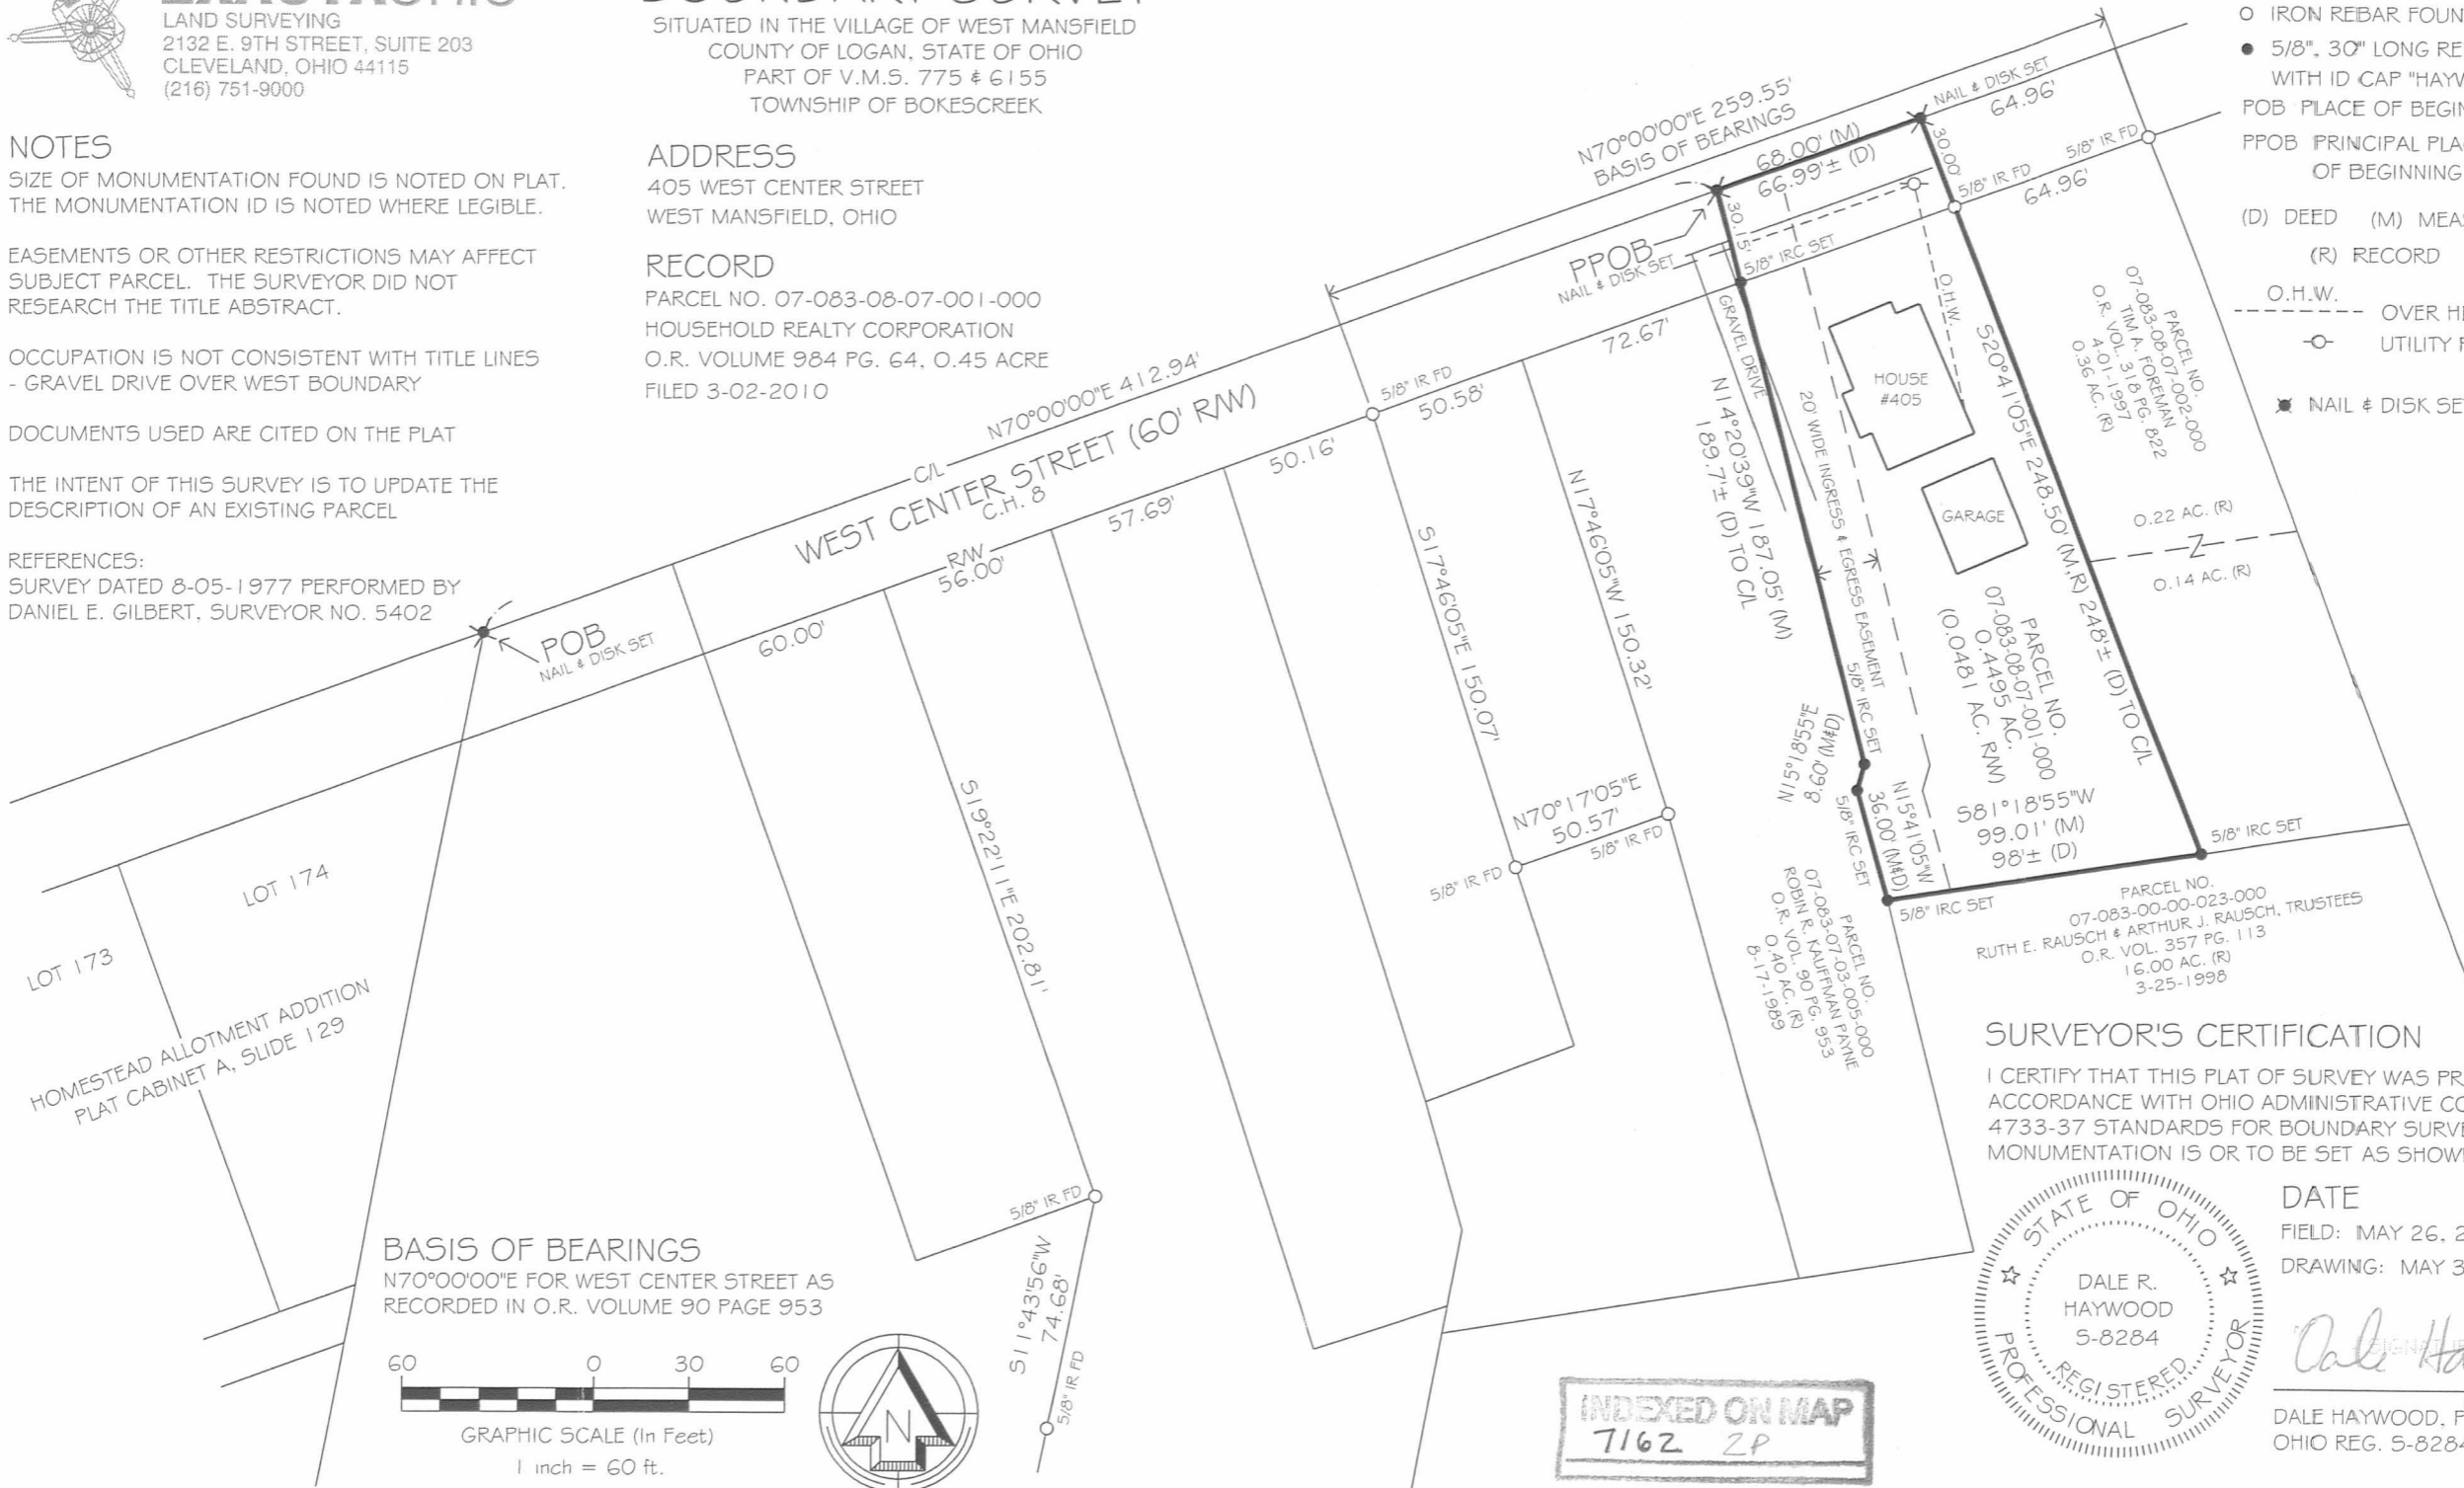 LAND SURVEYING
2132 E. 9TH STREET, SUITE 203
CLEVELAND, OHIO 44115
(216) 751-9000
SITUATED IN THE VILLAGE OF WEST MANSFIELD
COUNTY OF LOGAN, STATE OF OHIO
PART OF V.M.S. 775 & 6155
TOWNSHIP OF BOKESCREEK
NOTES
SIZE OF MONUMENTATION FOUND IS NOTED ON PLAT.
THE MONUMENTATION ID IS NOTED WHERE LEGIBLE.
EASEMENTS OR OTHER RESTRICTIONS MAY AFFECT
SUBJECT PARCEL. THE SURVEYOR DID NOT
RESEARCH THE TITLE ABSTRACT.
OCCUPATION IS NOT CONSISTENT WITH TITLE LINES
- GRAVEL DRIVE OVER WEST BOUNDARY
DOCUMENTS USED ARE CITED ON THE PLAT
THE INTENT OF THIS SURVEY IS TO UPDATE THE
DESCRIPTION OF AN EXISTING PARCEL
REFERENCES:
SURVEY DATED 8-05-1977 PERFORMED BY
DANIEL E. GILBERT, SURVEYOR NO. 5402
ADDRESS
405 WEST CENTER STREET
WEST MANSFIELD, OHIO
RECORD
PARCEL NO. 07-083-08-07-001-000
HOUSEHOLD REALTY CORPORATION
O.R. VOLUME 984 PG. 64, 0.45 ACRE
FILED 3-02-2010
O IRON REBAR FOUN
5/8", 30" LONG RE
WITH ID CAP "HAYW
POB PLACE OF BEGIN
PPOB PRINCIPAL PLA
OF BEGINNING
(D) DEED (M) MEA
(R) RECORD
O.H.W.
OVER H
UTILITY P
NAIL & DISK SE
N70°00'00"E 259.55'
BASIS OF BEARINGS
NAIL & DISK SET
64.96'
68.00' (M)
66.99'± (D)
30.00'
5/8" IR FD
5/8" IR FD
64.96'
30.15'
PPOB
NAIL & DISK SET
5/8" IRC SET
GRAVEL DRIVE
O.H.W.
HOUSE
#405
GARAGE
20' WIDE INGRESS & EGRESS EASEMENT
N14°20'39"W 187.05' (M)
189.7'± (D) TO C/L
S20°41'05"E 248.50' (M,R) 248'± (D) TO C/L
PARCEL NO.
07-083-08-07-002-000
TIM A. FOREMAN
O.R. VOL. 318 PG. 822
4-01-1997
0.36 AC. (R)
0.22 AC. (R)
Z
0.14 AC. (R)
PARCEL NO.
07-083-08-07-001-000
0.4495 AC.
(0.0481 AC. R/W)
5/8" IRC SET
N15°18'55"E
8.60' (M&D)
5/8" IRC SET
N15°41'05"W
36.00' (M&D)
S81°18'55"W
99.01' (M)
98'± (D)
5/8" IRC SET
5/8" IRC SET
PARCEL NO.
07-083-00-00-023-000
RUTH E. RAUSCH & ARTHUR J. RAUSCH, TRUSTEES
O.R. VOL. 357 PG. 113
16.00 AC. (R)
3-25-1998
PARCEL NO.
07-083-07-03-005-000
ROBIN R. KAUFFMAN PAYNE
O.R. VOL. 90 PG. 953
0.40 AC. (R)
8-17-1989
N70°00'00"E 412.94'
C/L
WEST CENTER STREET (60' R/W)
C.H. 8
72.67'
5/8" IR FD
50.58'
50.16'
57.69'
R/W
56.00'
60.00'
POB
NAIL & DISK SET
S17°46'05"E 150.07'
N17°46'05"W 150.32'
N70°17'05"E
50.57'
5/8" IR FD
5/8" IR FD
S19°22'11"E 202.81'
5/8" IR FD
S11°43'56"W
74.68'
5/8" IR FD
LOT 174
LOT 173
HOMESTEAD ALLOTMENT ADDITION
PLAT CABINET A, SLIDE 129
BASIS OF BEARINGS
N70°00'00"E FOR WEST CENTER STREET AS
RECORDED IN O.R. VOLUME 90 PAGE 953
60 0 30 60
GRAPHIC SCALE (In Feet)
1 inch = 60 ft.
N
INDEXED ON MAP
7162 2P
SURVEYOR'S CERTIFICATION
I CERTIFY THAT THIS PLAT OF SURVEY WAS PR
ACCORDANCE WITH OHIO ADMINISTRATIVE CO
4733-37 STANDARDS FOR BOUNDARY SURVE
MONUMENTATION IS OR TO BE SET AS SHOW
STATE OF OHIO
DALE R.
HAYWOOD
S-8284
REGISTERED
PROFESSIONAL SURVEYOR
DATE
FIELD: MAY 26, 2
DRAWING: MAY 3
Dale Ha
DALE HAYWOOD, P
OHIO REG. S-8284